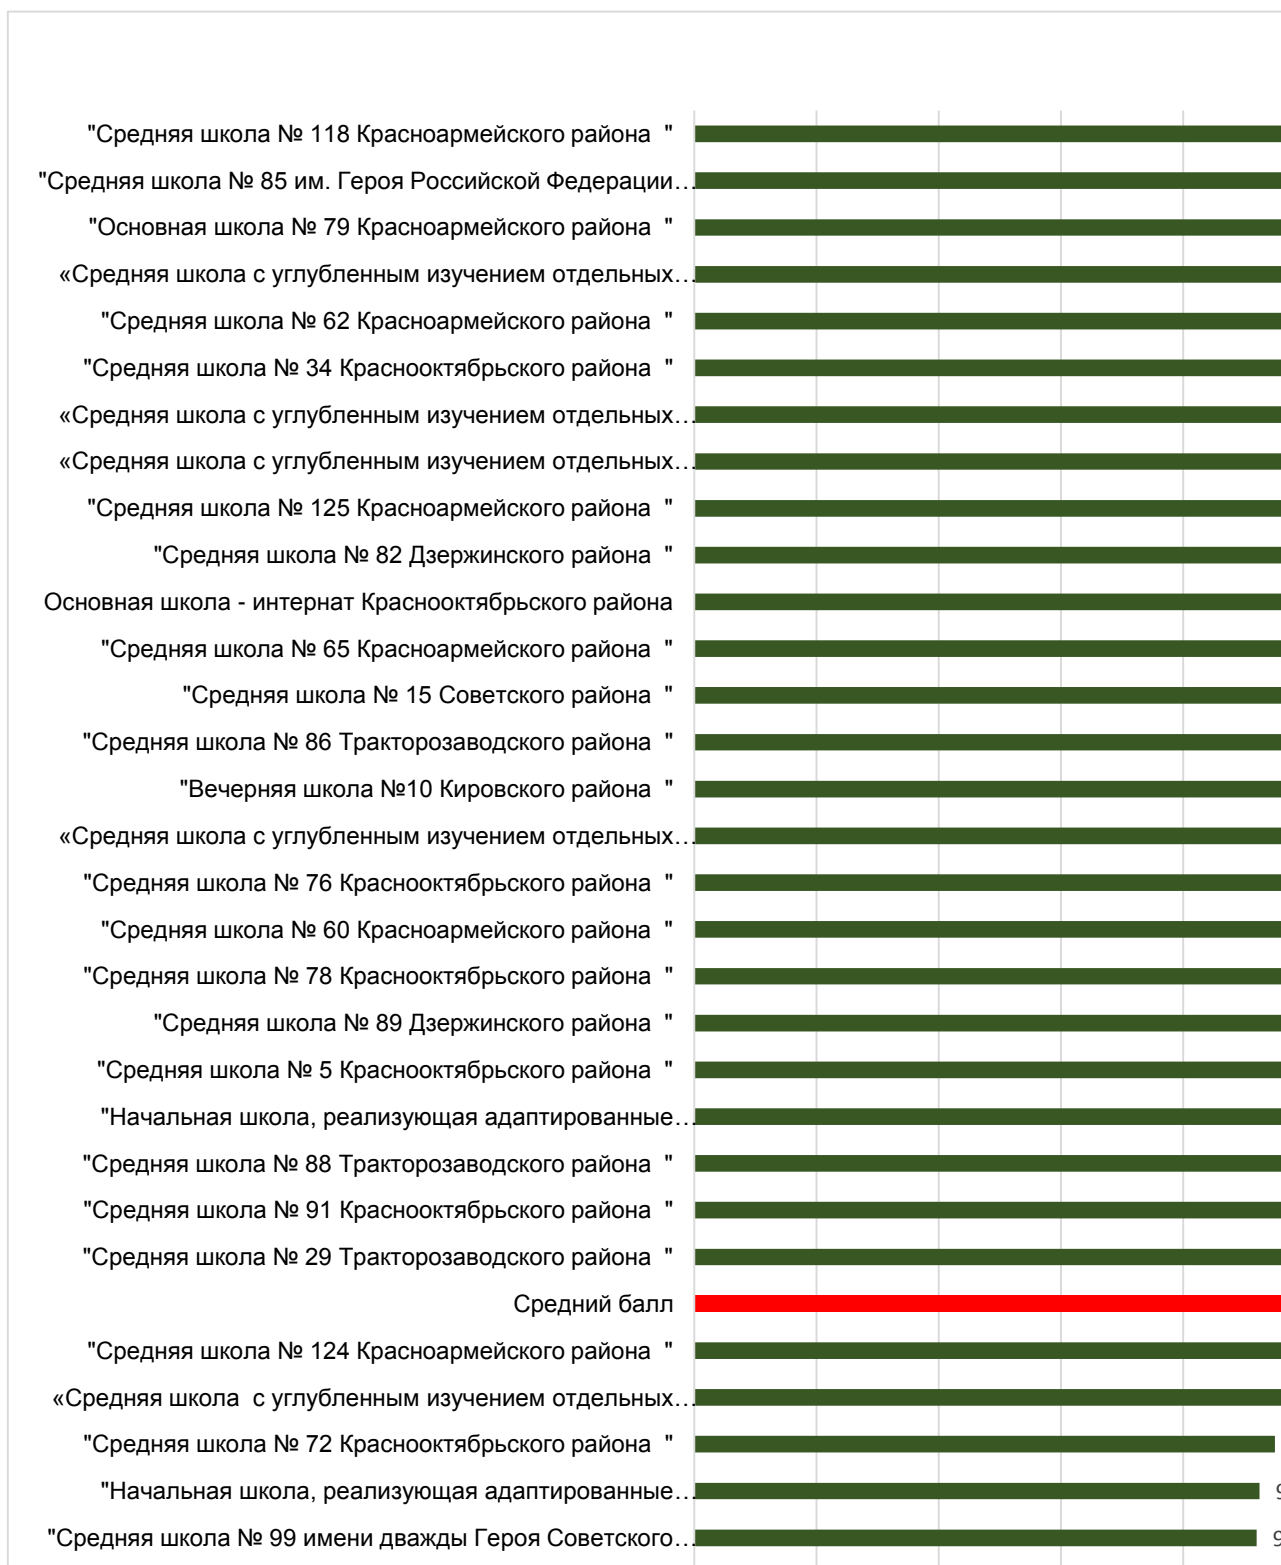 "Средняя школа № 118 Красноармейского района  "
"Средняя школа № 85 им. Героя Российской Федерации…
"Основная школа № 79 Красноармейского района  "
«Средняя школа с углубленным изучением отдельных…
"Средняя школа № 62 Красноармейского района  "
"Средняя школа № 34 Краснооктябрьского района  "
«Средняя школа с углубленным изучением отдельных…
«Средняя школа с углубленным изучением отдельных…
"Средняя школа № 125 Красноармейского района  "
"Средняя школа № 82 Дзержинского района  "
Основная школа - интернат Краснооктябрьского района
"Средняя школа № 65 Красноармейского района  "
"Средняя школа № 15 Советского района  "
"Средняя школа № 86 Тракторозаводского района  "
"Вечерняя школа №10 Кировского района  "
«Средняя школа с углубленным изучением отдельных…
"Средняя школа № 76 Краснооктябрьского района  "
"Средняя школа № 60 Красноармейского района  "
"Средняя школа № 78 Краснооктябрьского района  "
"Средняя школа № 89 Дзержинского района  "
"Средняя школа № 5 Краснооктябрьского района  "
"Начальная школа, реализующая адаптированные…
"Средняя школа № 88 Тракторозаводского района  "
"Средняя школа № 91 Краснооктябрьского района  "
"Средняя школа № 29 Тракторозаводского района  "
Средний балл
"Средняя школа № 124 Красноармейского района  "
«Средняя школа  с углубленным изучением отдельных…
"Средняя школа № 72 Краснооктябрьского района  "
"Начальная школа, реализующая адаптированные…
"Средняя школа № 99 имени дважды Героя Советского…